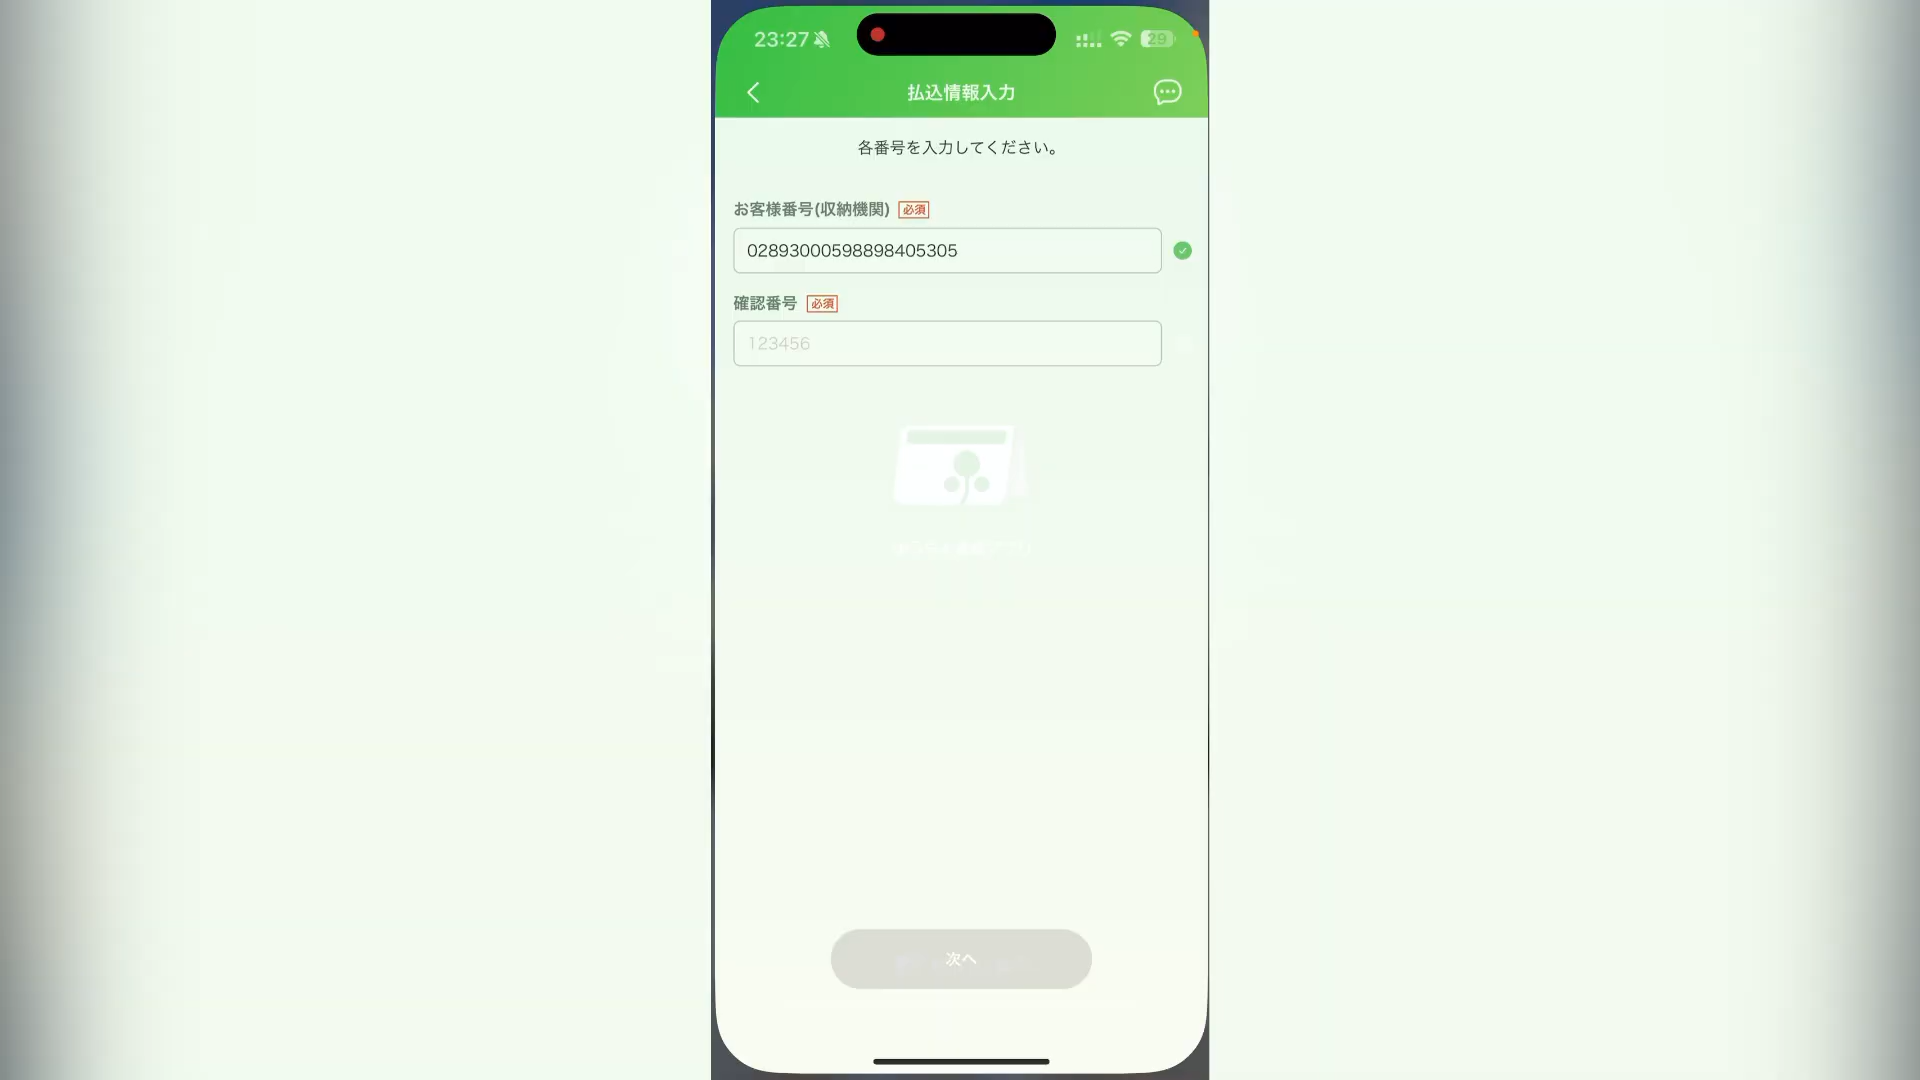 23:27
29
払込情報入力
各番号を入力してください。
お客様番号(収納機関) 必須
02893000598898405305
確認番号 必須
123456
次へ